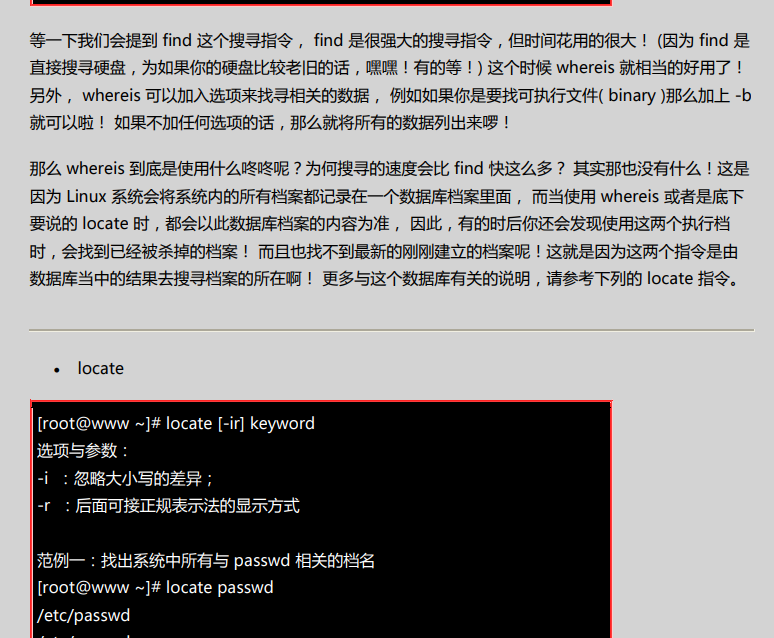 等一下我们会提到 find 这个搜寻指令， find 是很强大的搜寻指令，但时间花用的很大！ (因为 find 是
直接搜寻硬盘，为如果你的硬盘比较老旧的话，嘿嘿！有的等！) 这个时候 whereis 就相当的好用了！
另外， whereis 可以加入选项来找寻相关的数据， 例如如果你是要找可执行文件( binary )那么加上 -b
就可以啦！ 如果不加任何选项的话，那么就将所有的数据列出来啰！
那么 whereis 到底是使用什么咚咚呢？为何搜寻的速度会比 find 快这么多？ 其实那也没有什么！这是
因为 Linux 系统会将系统内的所有档案都记录在一个数据库档案里面， 而当使用 whereis 或者是底下
要说的 locate 时，都会以此数据库档案的内容为准， 因此，有的时后你还会发现使用这两个执行档
时，会找到已经被杀掉的档案！ 而且也找不到最新的刚刚建立的档案呢！这就是因为这两个指令是由
数据库当中的结果去搜寻档案的所在啊！ 更多与这个数据库有关的说明，请参考下列的 locate 指令。
• locate
[root@www ~]# locate [-ir] keyword
选项与参数：
-i ：忽略大小写的差异；
-r ：后面可接正规表示法的显示方式
范例一：找出系统中所有与 passwd 相关的档名
[root@www ~]# locate passwd
/etc/passwd